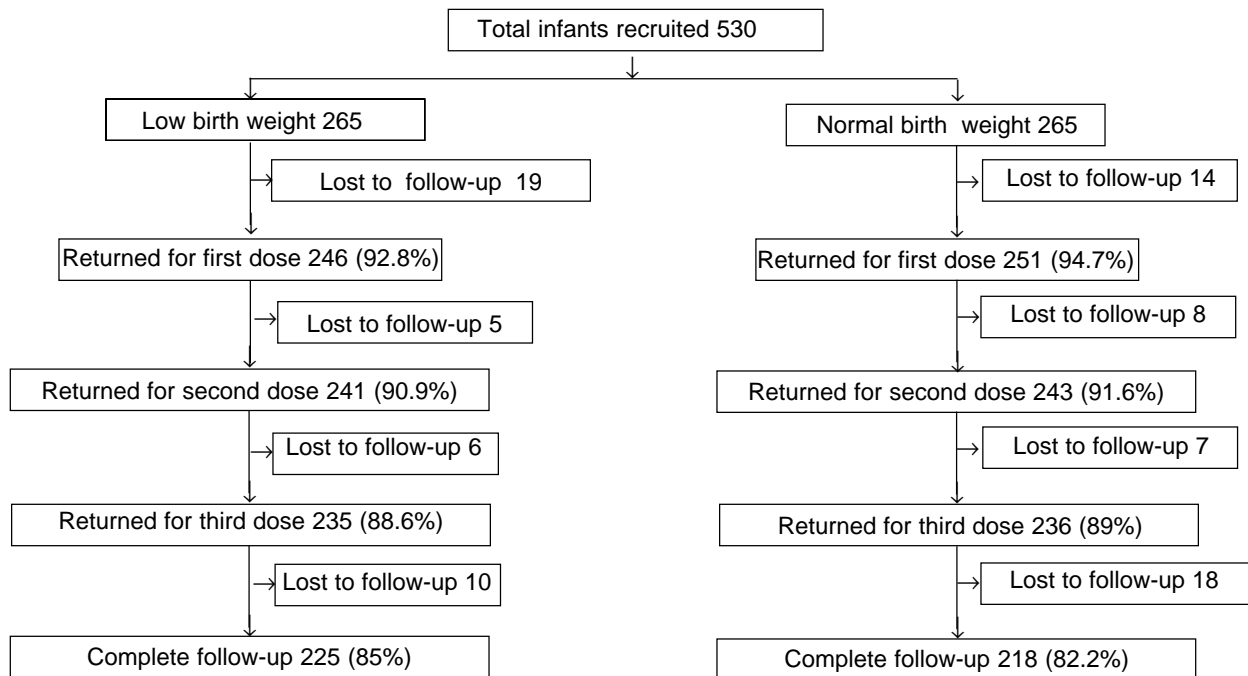 Total infants recruited 530
Low birth weight 265
Normal birth weight 265
Lost to follow-up 19
Lost to follow-up 14
Returned for first dose 246 (92.8%)
Returned for first dose 251 (94.7%)
Lost to follow-up 5
Lost to follow-up 8
Returned for second dose 241 (90.9%)
Returned for second dose 243 (91.6%)
Lost to follow-up 6
Lost to follow-up 7
Returned for third dose 235 (88.6%)
Returned for third dose 236 (89%)
Lost to follow-up 10
Lost to follow-up 18
Complete follow-up 225 (85%)
Complete follow-up 218 (82.2%)